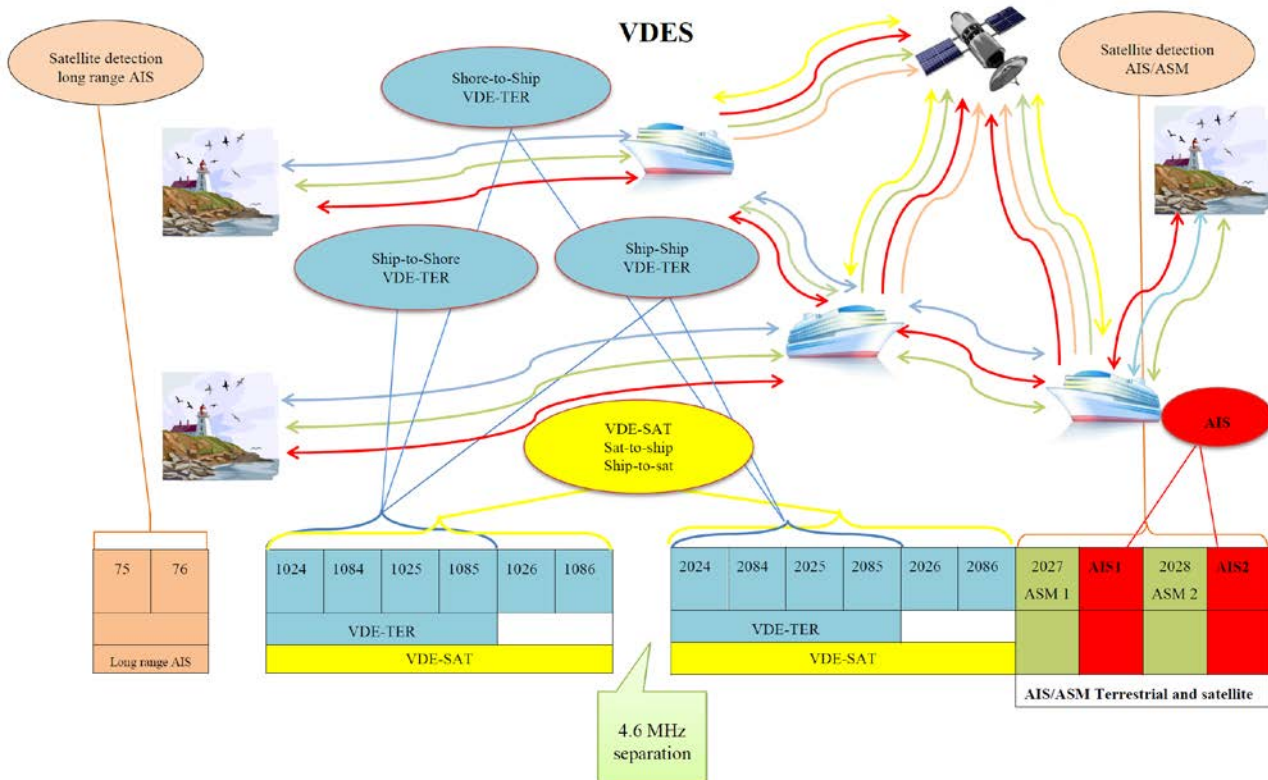 VDES
Satellite detection
long range AIS
Shore-to-Ship
VDE-TER
Satellite detection
AIS/ASM
Ship-to-Shore
VDE-TER
Ship-Ship
VDE-TER
VDE-SAT
Sat-to-ship
Ship-to-sat
AIS
75
76
1024
1084
1025
1085
1026
1086
2024
2084
2025
2085
2026
2086
2027
ASM 1
AIS1
2028
ASM 2
AIS2
VDE-TER
VDE-TER
Long range AIS
VDE-SAT
VDE-SAT
AIS/ASM Terrestrial and satellite
4.6 MHz
separation